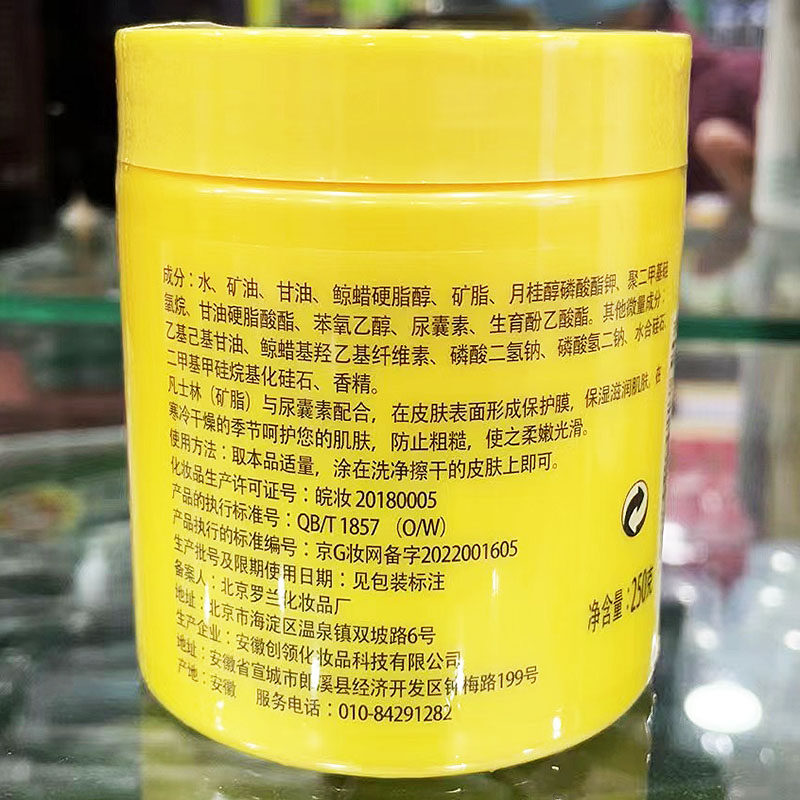 成分：水、矿油、甘油、鲸蜡硬脂醇、矿脂、月桂醇磷酸酯钾、聚二甲基硅
氧烷、甘油硬脂酸酯、苯氧乙醇、尿囊素、生育酚乙酸酯。其他微量成分：
乙基己基甘油、鲸蜡基羟乙基纤维素、磷酸二氢钠、磷酸氢二钠、水合硅石、
二甲基甲硅烷基化硅石、香精。
凡士林（矿脂）与尿囊素配合，在皮肤表面形成保护膜，保湿滋润肌肤，在
寒冷干燥的季节呵护您的肌肤，防止粗糙，使之柔嫩光滑。
使用方法：取本品适量，涂在洗净擦干的皮肤上即可。
化妆品生产许可证号：皖妆20180005
产品的执行标准号：QB/T 1857 （O/W）
产品执行的标准编号：京G妆网备字2022001605
生产批号及限期使用日期：见包装标注
备案人：北京罗兰化妆品厂
地址：北京市海淀区温泉镇双坡路6号
生产企业：安徽创领化妆品科技有限公司
地址：安徽省宣城市郎溪县经济开发区钟梅路199号
产地：安徽 服务电话：010-84291282
净含量：250克